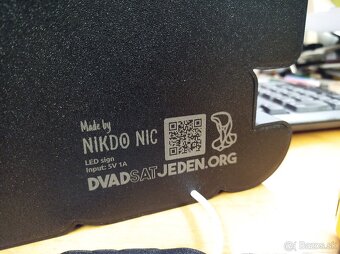 Made by
NIKDO NIC
LED sign
Input: 5V 1A
DVADSATJEDEN.ORG